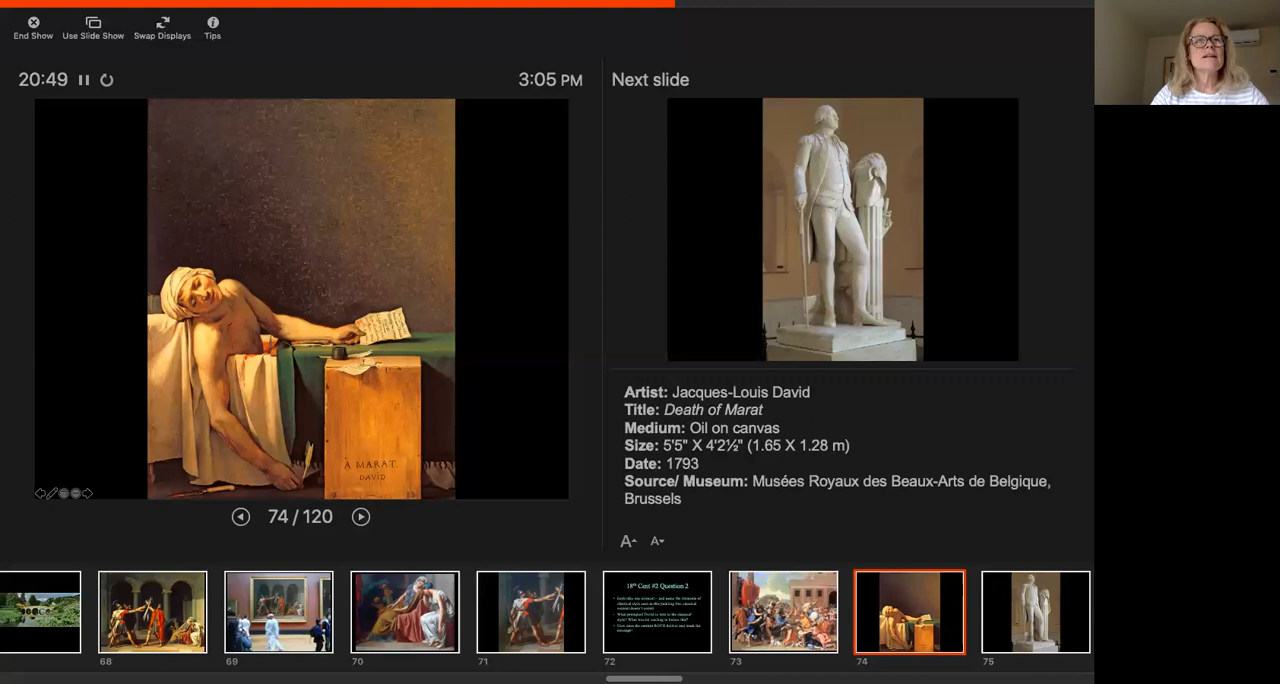 End Show
Use Slide Show
Swap Displays
Tips
20:49
3:05 PM
Next slide
A MARAT.
DAVID
Artist: Jacques-Louis David
Title: Death of Marat
Medium: Oil on canvas
Size: 5'5" X 4'2½" (1.65 X 1.28 m)
Date: 1793
Source/ Museum: Musées Royaux des Beaux-Arts de Belgique,
Brussels
74 / 120
A A
18th Cent #2 Question 2
68
69
70
71
72
73
74
75